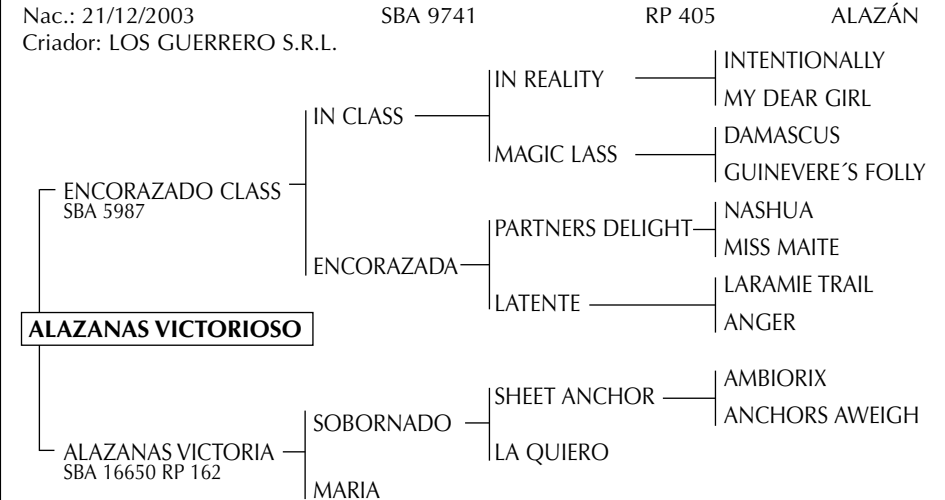 Nac.: 21/12/2003 SBA 9741 RP 405 ALAZÁN
Criador: LOS GUERRERO S.R.L.
INTENTIONALLY
IN REALITY
MY DEAR GIRL
IN CLASS
DAMASCUS
MAGIC LASS
GUINEVERE´S FOLLY
ENCORAZADO CLASS
SBA 5987
NASHUA
PARTNERS DELIGHT
MISS MAITE
ENCORAZADA
LARAMIE TRAIL
LATENTE
ANGER
ALAZANAS VICTORIOSO
AMBIORIX
SHEET ANCHOR
ANCHORS AWEIGH
SOBORNADO
LA QUIERO
ALAZANAS VICTORIA
SBA 16650 RP 162
MARIA